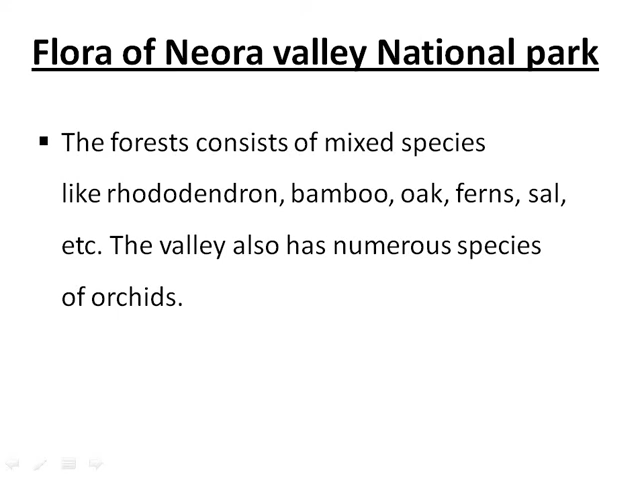 Flora of Neora valley National park
▪ The forests consists of mixed species
like rhododendron, bamboo, oak, ferns, sal,
etc. The valley also has numerous species
of orchids.